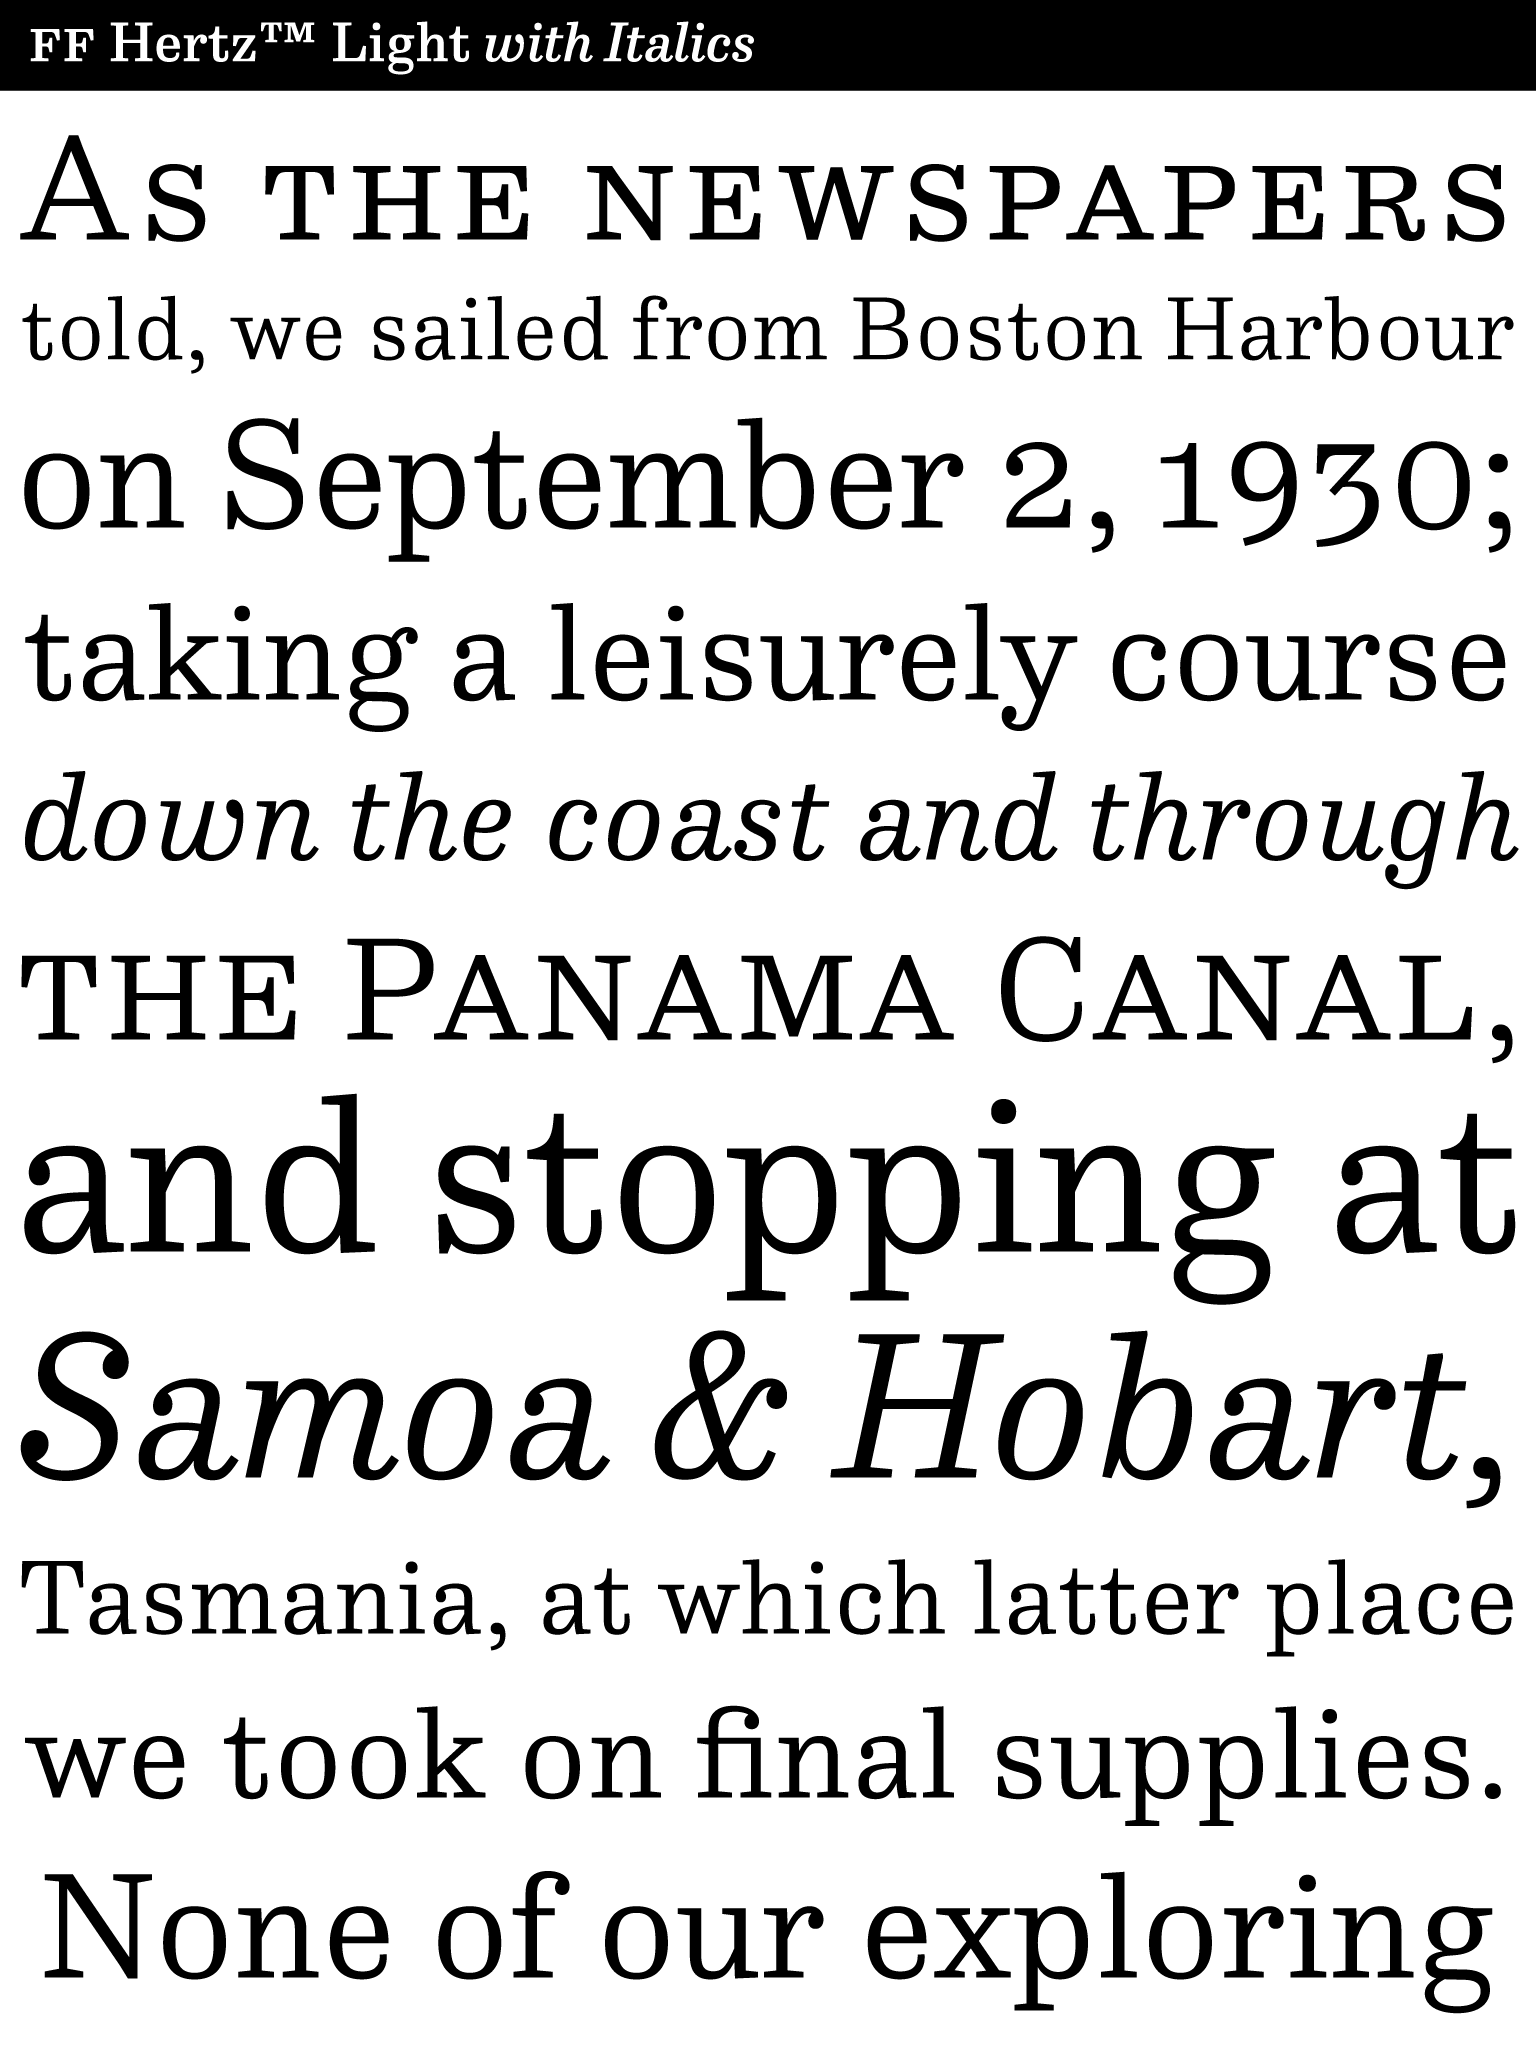 FF Hertz™ Light with Italics
As the newspapers
told, we sailed from Boston Harbour
on September 2, 1930;
taking a leisurely course
down the coast and through
the Panama Canal,
and stopping at
Samoa & Hobart,
Tasmania, at which latter place
we took on final supplies.
None of our exploring